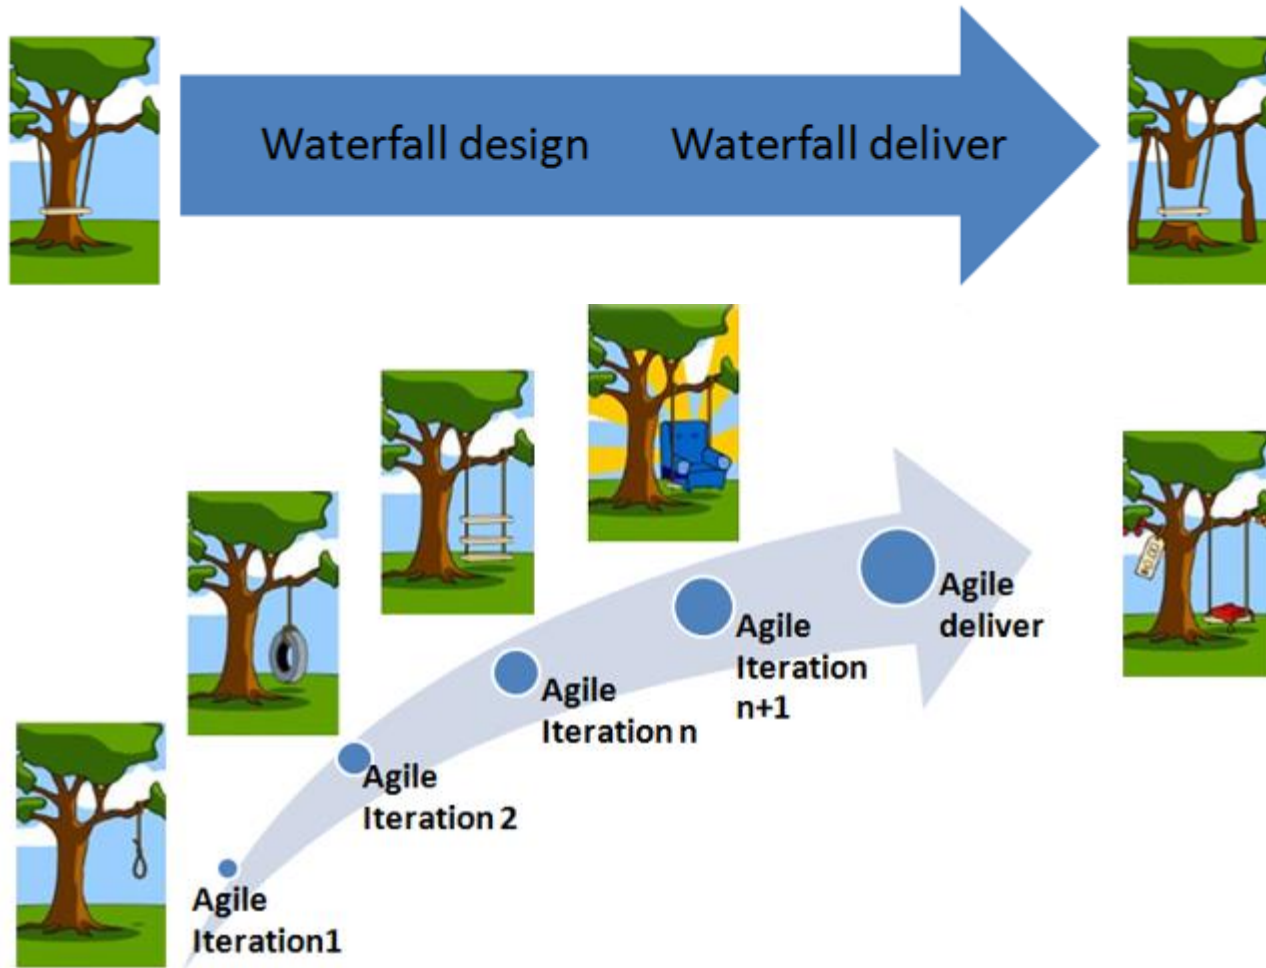 Waterfall design Waterfall deliver
Agile
deliver
Agile
Iteration
n+1
Agile
Iteration n
Agile
Iteration 2
Agile
Iteration1